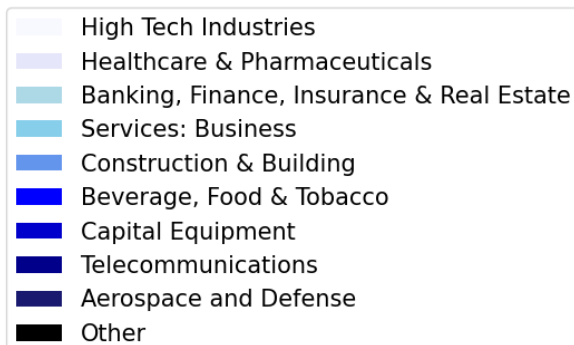 High Tech Industries
Healthcare & Pharmaceuticals
Banking, Finance, Insurance & Real Estate
Services: Business
Construction & Building
Beverage, Food & Tobacco
Capital Equipment
Telecommunications
Aerospace and Defense
Other